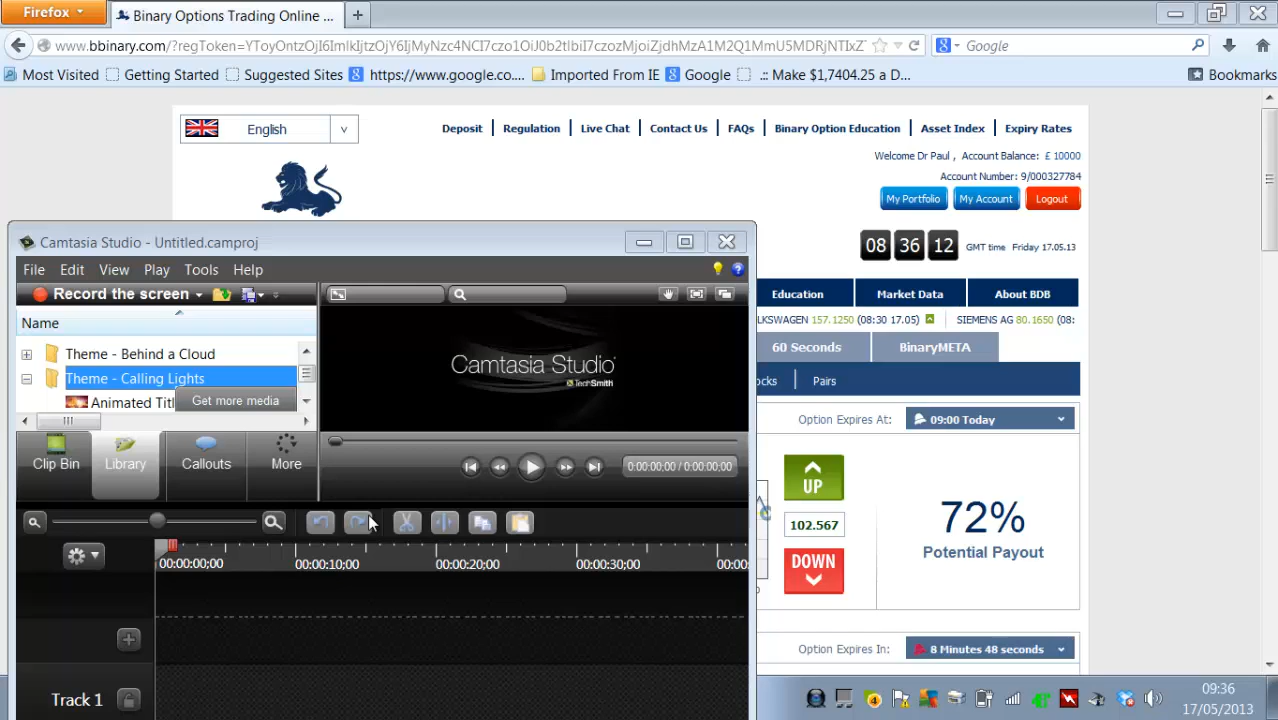 Firefox
Binary Options Trading Online ...
www.bbinary.com/?regToken=
Google
Most Visited
Getting Started
Suggested Sites
https://www.google.co....
Imported From IE
Google
.:: Make $1,7404.25 a D...
Bookmarks
English
Deposit
Regulation
Live Chat
Contact Us
FAQs
Binary Option Education
Asset Index
Expiry Rates
Welcome Dr Paul , Account Balance: £ 10000
Account Number: 9/000327784
My Portfolio
My Account
Logout
08 36 12 GMT time Friday 17.05.13
Education
Market Data
About BDB
LKSWAGEN 157.1250 (08:30 17.05)
SIEMENS AG 80.1650 (08:
60 Seconds
BinaryMETA
ocks
Pairs
Option Expires At:
09:00 Today
UP
102.567
DOWN
72%
Potential Payout
Option Expires In:
8 Minutes 48 seconds
Camtasia Studio - Untitled.camproj
File
Edit
View
Play
Tools
Help
Record the screen
Name
Theme - Behind a Cloud
Theme - Calling Lights
Animated Titl
Get more media
Camtasia Studio
TechSmith
Clip Bin
Library
Callouts
More
0:00:00;00 / 0:00:00;00
00:00:00;00
00:00:10;00
00:00:20;00
00:00:30;00
00:0
Track 1
4
09:36
17/05/2013